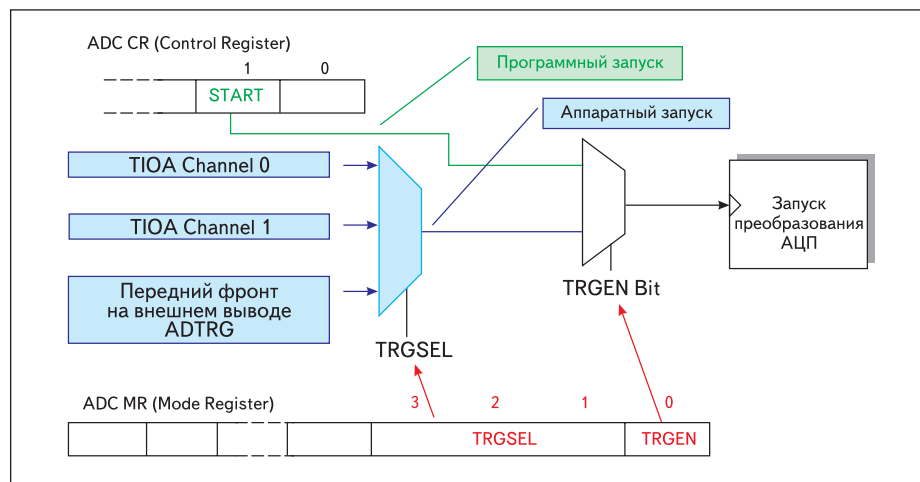 ADC CR (Control Register)
1 0
START
Программный запуск
Аппаратный запуск
TIOA Channel 0
TIOA Channel 1
Передний фронт
на внешнем выводе
ADTRG
Запуск
преобразования
АЦП
TRGEN Bit
TRGSEL
ADC MR (Mode Register)
3 2 1 0
TRGSEL TRGEN